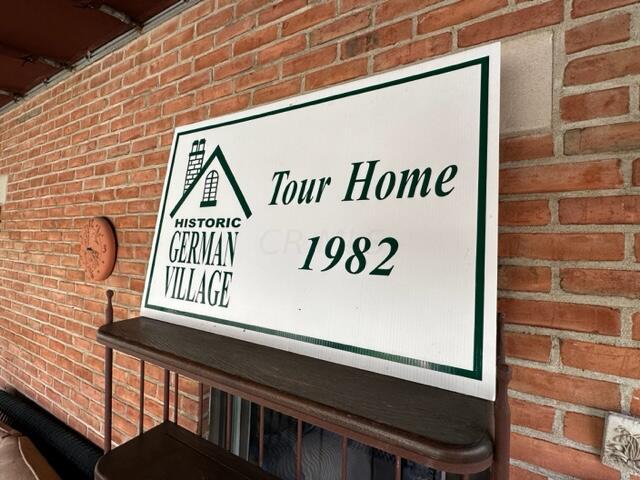 HISTORIC
GERMAN
VILLAGE
Tour Home
1982